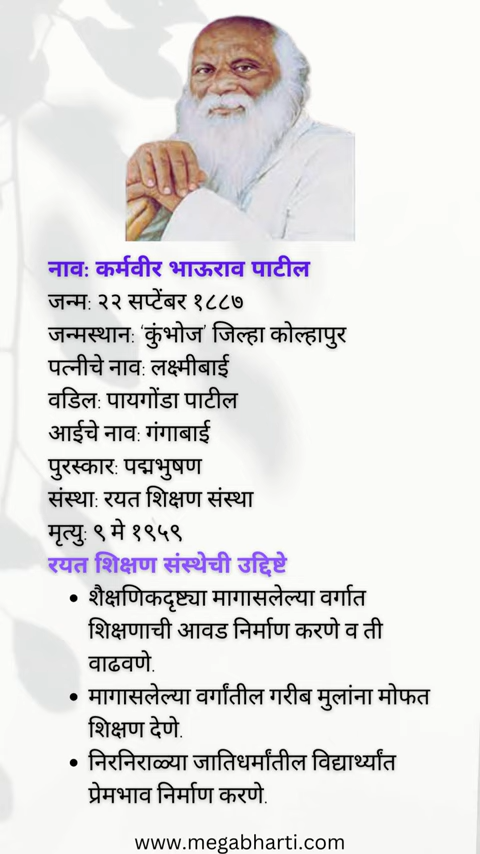 नाव: कर्मवीर भाऊराव पाटील
जन्म: २२ सप्टेंबर १८८७
जन्मस्थान: 'कुंभोज' जिल्हा कोल्हापुर
पत्नीचे नाव: लक्ष्मीबाई
वडिल: पायगोंडा पाटील
आईचे नाव: गंगाबाई
पुरस्कार: पद्मभुषण
संस्था: रयत शिक्षण संस्था
मृत्यु: ९ मे १९५९
रयत शिक्षण संस्थेची उद्दिष्टे
• शैक्षणिकदृष्ट्या मागासलेल्या वर्गात
शिक्षणाची आवड निर्माण करणे व ती
वाढवणे.
• मागासलेल्या वर्गांतील गरीब मुलांना मोफत
शिक्षण देणे.
• निरनिराळ्या जातिधर्मांतील विद्यार्थ्यांत
प्रेमभाव निर्माण करणे.
www.megabharti.com